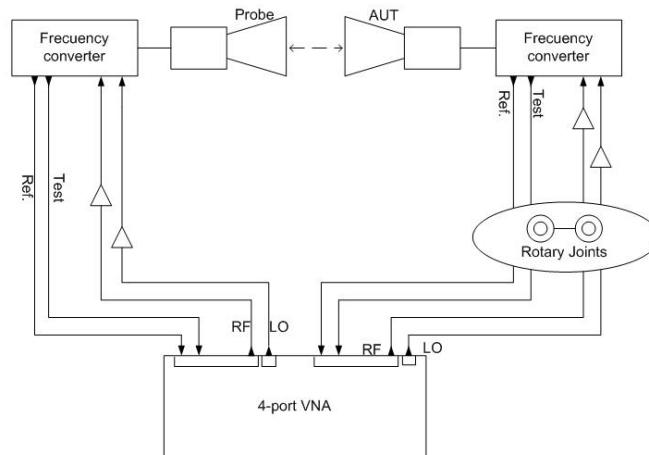 Probe
AUT
Frecuency
converter
Frecuency
converter
Ref.
Test
Ref.
Test
Rotary Joints
RF
LO
RF
LO
4-port VNA